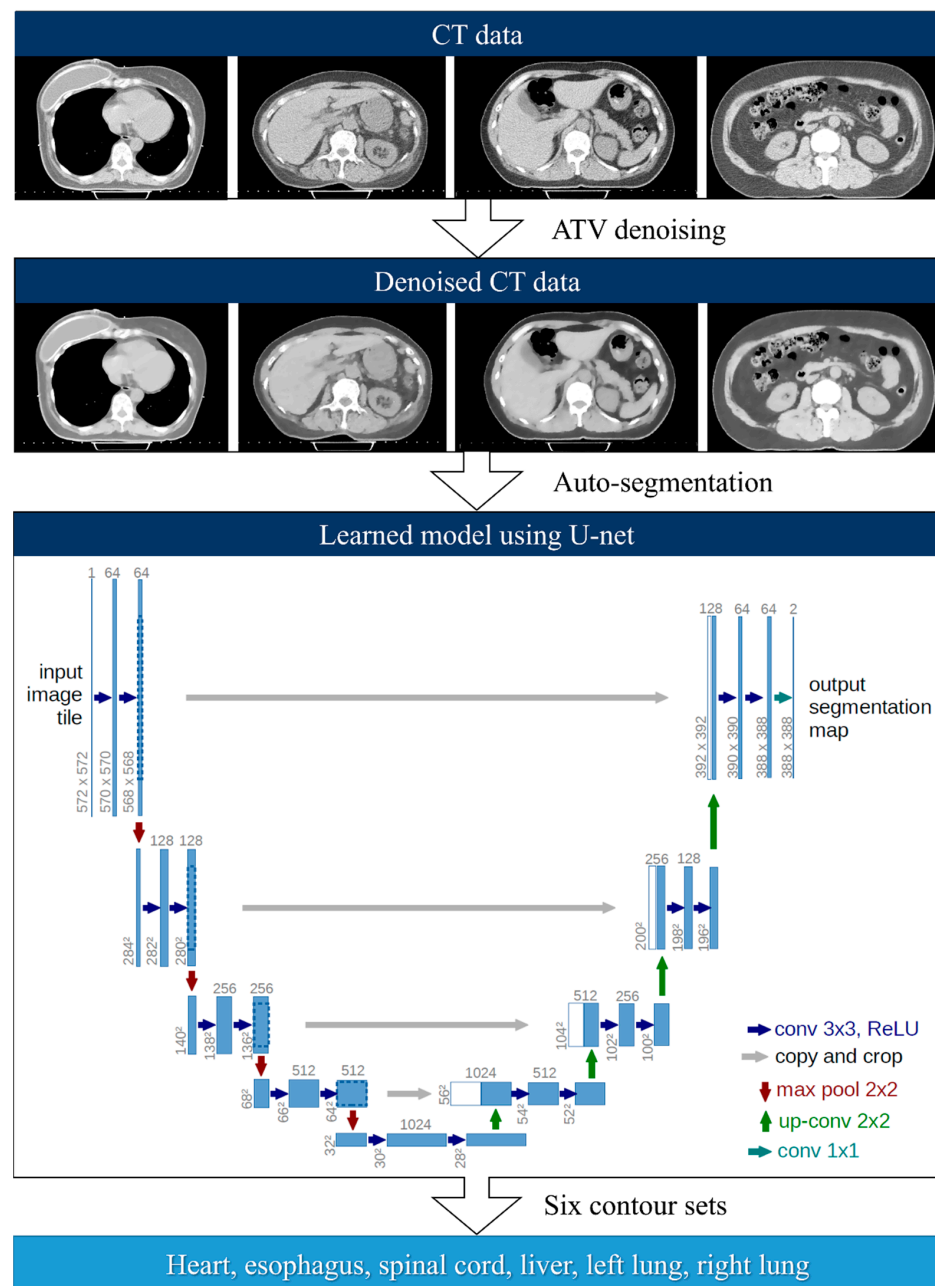 CT data
ATV denoising
Denoised CT data
Auto-segmentation
Learned model using U-net
1 64 64
128 64 64 2
input
image
tile
output
segmentation
map
572 x 572
570 x 570
568 x 568
392 x 392
390 x 390
388 x 388
388 x 388
128 128
256 128
284²
282²
280²
200²
198²
196²
256 256
512 256
140²
138²
136²
104²
102²
100²
conv 3x3, ReLU
copy and crop
max pool 2x2
up-conv 2x2
conv 1x1
512 512
1024 512
68²
66²
64²
56²
54²
52²
1024
32²
30²
28²
Six contour sets
Heart, esophagus, spinal cord, liver, left lung, right lung